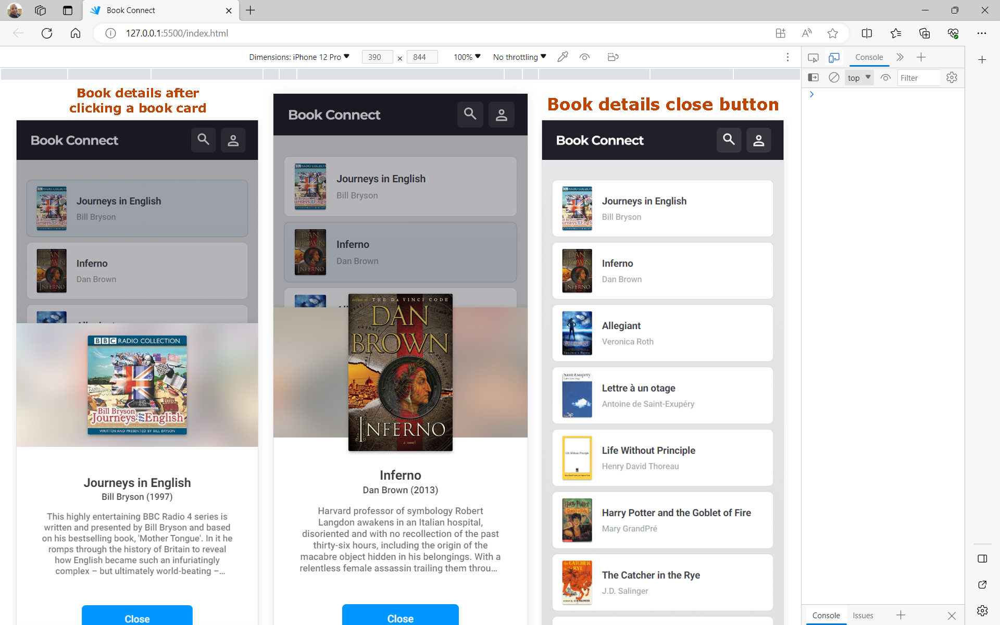 Book Connect
127.0.0.1:5500/index.html
Dimensions: iPhone 12 Pro
390
×
844
100%
No throttling
Console
top
Filter
Book details after
clicking a book card
Book Connect
Journeys in English
Bill Bryson
Inferno
Dan Brown
BBC RADIO COLLECTION
Bill Bryson
Journeys in English
WRITTEN AND PRESENTED BY BILL BRYSON
Journeys in English
Bill Bryson (1997)
This highly entertaining BBC Radio 4 series is
written and presented by Bill Bryson and based
on his bestselling book, 'Mother Tongue'. In it he
romps through the history of Britain to reveal
how English became such an infuriatingly
complex – but ultimately world-beating –...
Close
Book Connect
Journeys in English
Bill Bryson
Inferno
Dan Brown
author of THE DA VINCI CODE
DAN
BROWN
INFERNO
a novel
Inferno
Dan Brown (2013)
Harvard professor of symbology Robert
Langdon awakens in an Italian hospital,
disoriented and with no recollection of the past
thirty-six hours, including the origin of the
macabre object hidden in his belongings. With a
relentless female assassin trailing them throu...
Close
Book details close button
Book Connect
Journeys in English
Bill Bryson
Inferno
Dan Brown
Allegiant
Veronica Roth
Lettre à un otage
Antoine de Saint-Exupéry
Life Without Principle
Henry David Thoreau
Harry Potter and the Goblet of Fire
Mary GrandPré
The Catcher in the Rye
J.D. Salinger
Console
Issues